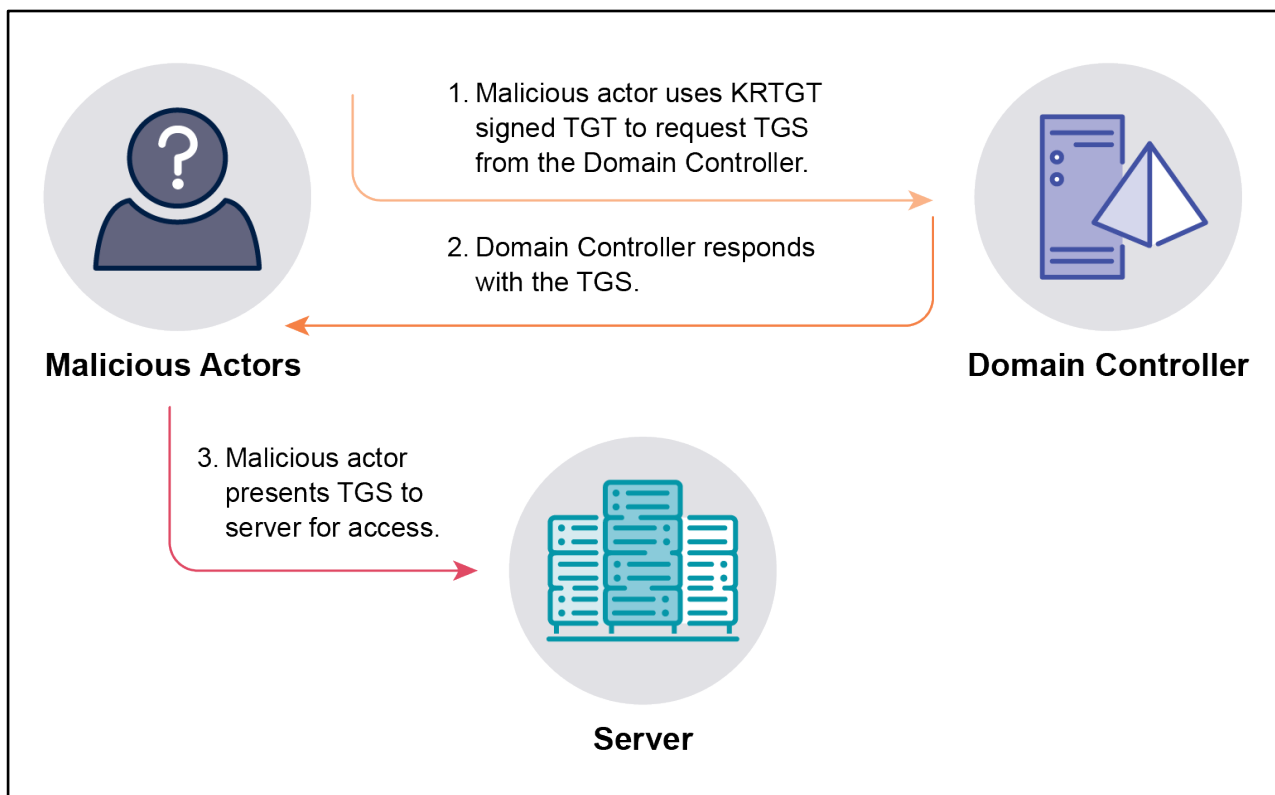 ?
1. Malicious actor uses KRTGT
signed TGT to request TGS
from the Domain Controller.
2. Domain Controller responds
with the TGS.
Malicious Actors
Domain Controller
3. Malicious actor
presents TGS to
server for access.
Server